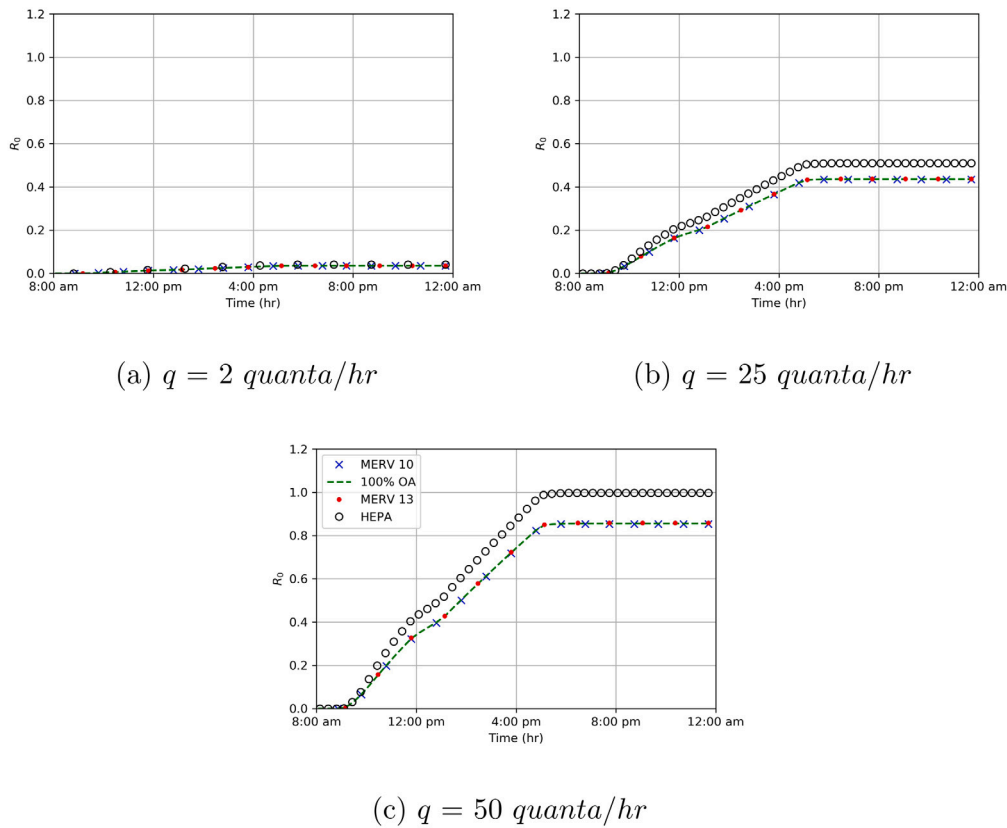 1.2
1.0
0.8
0.6
0.4
0.2
0.0
R0
8:00 am 12:00 pm 4:00 pm 8:00 pm 12:00 am
Time (hr)
(a) q = 2 quanta/hr
1.2
1.0
0.8
0.6
0.4
0.2
0.0
R0
8:00 am 12:00 pm 4:00 pm 8:00 pm 12:00 am
Time (hr)
(b) q = 25 quanta/hr
1.2
1.0
0.8
0.6
0.4
0.2
0.0
R0
MERV 10
100% OA
MERV 13
HEPA
8:00 am 12:00 pm 4:00 pm 8:00 pm 12:00 am
Time (hr)
(c) q = 50 quanta/hr